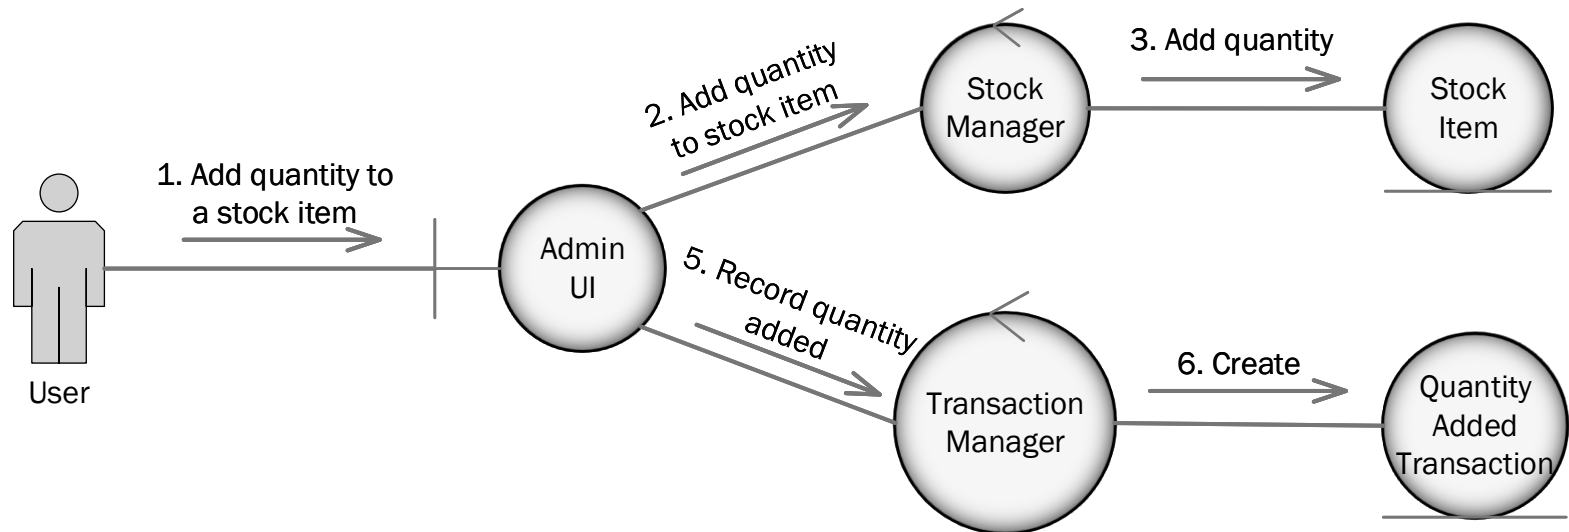 1. Add quantity to
a stock item
User
Admin
UI
2. Add quantity
to stock item
Stock
Manager
3. Add quantity
Stock
Item
5. Record quantity
added
Transaction
Manager
6. Create
Quantity
Added
Transaction